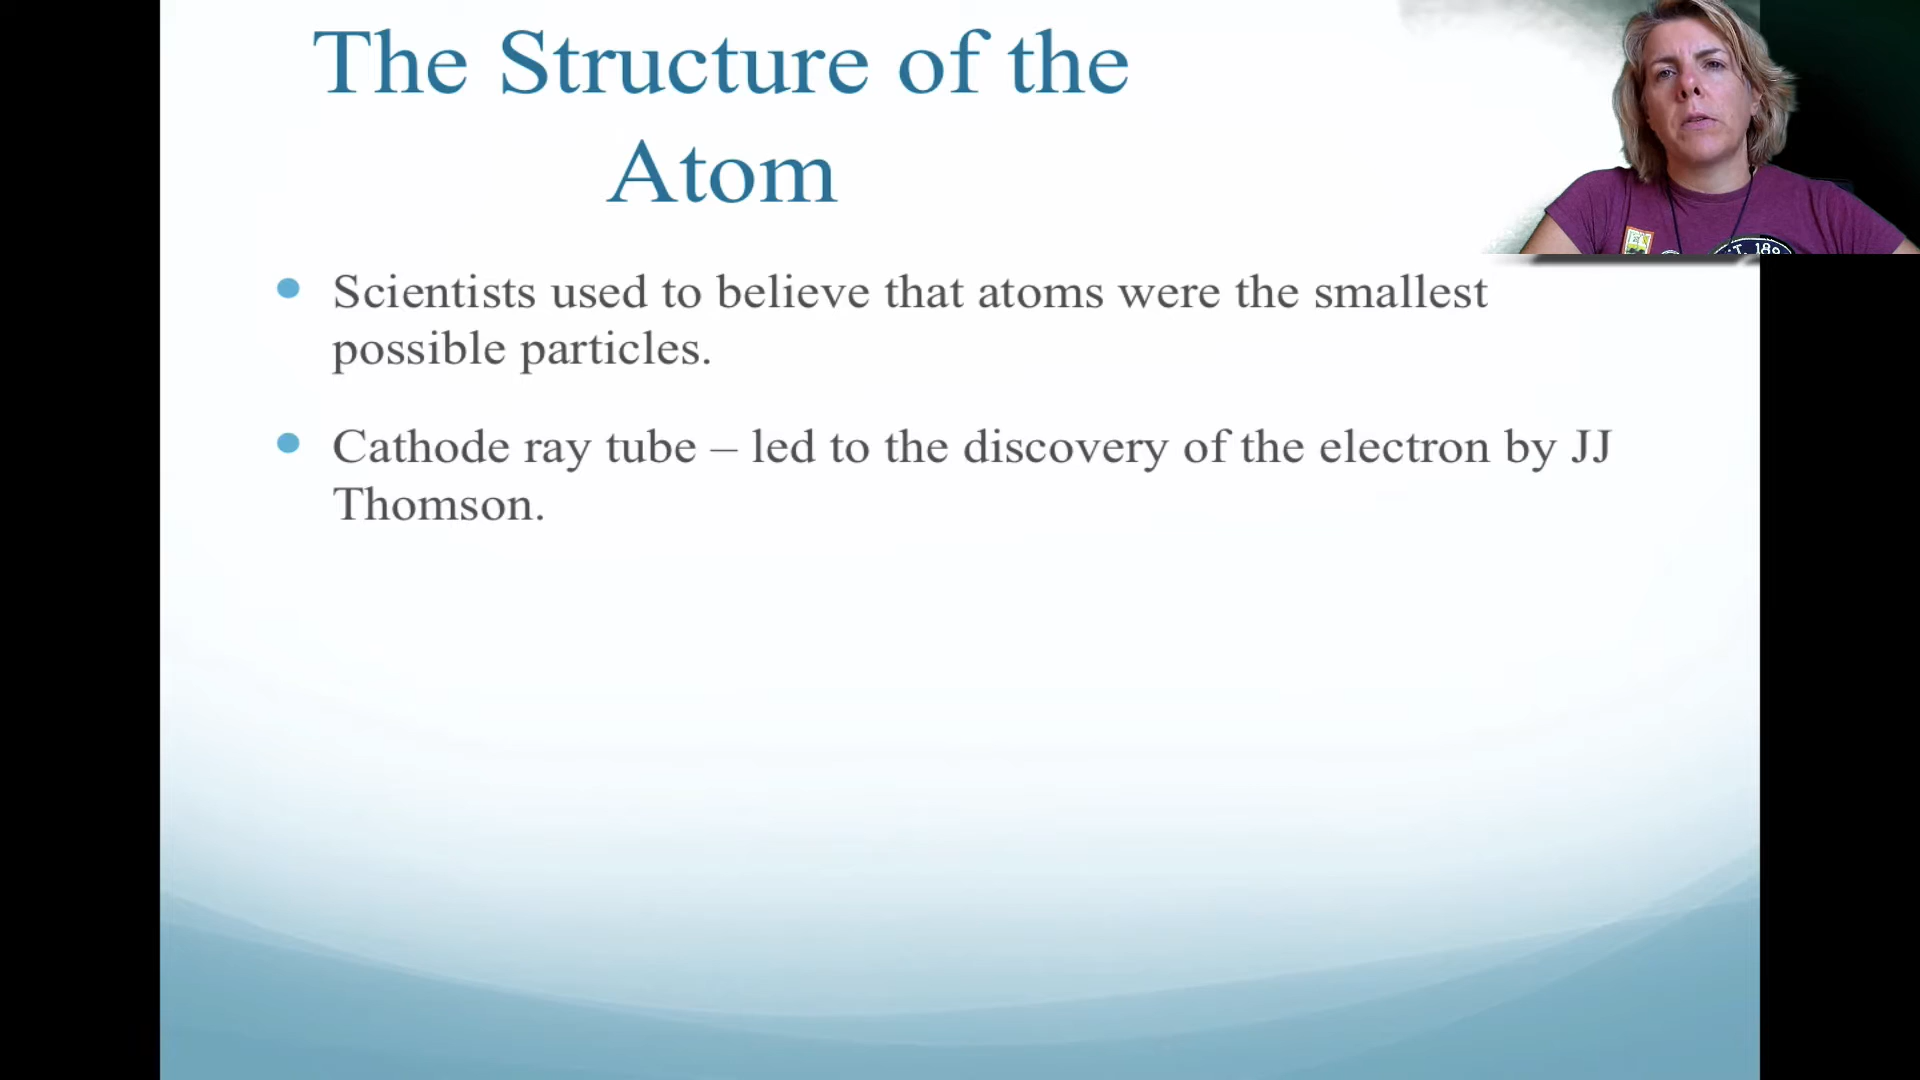 The Structure of the
Atom
Scientists used to believe that atoms were the smallest
possible particles.
Cathode ray tube – led to the discovery of the electron by JJ
Thomson.